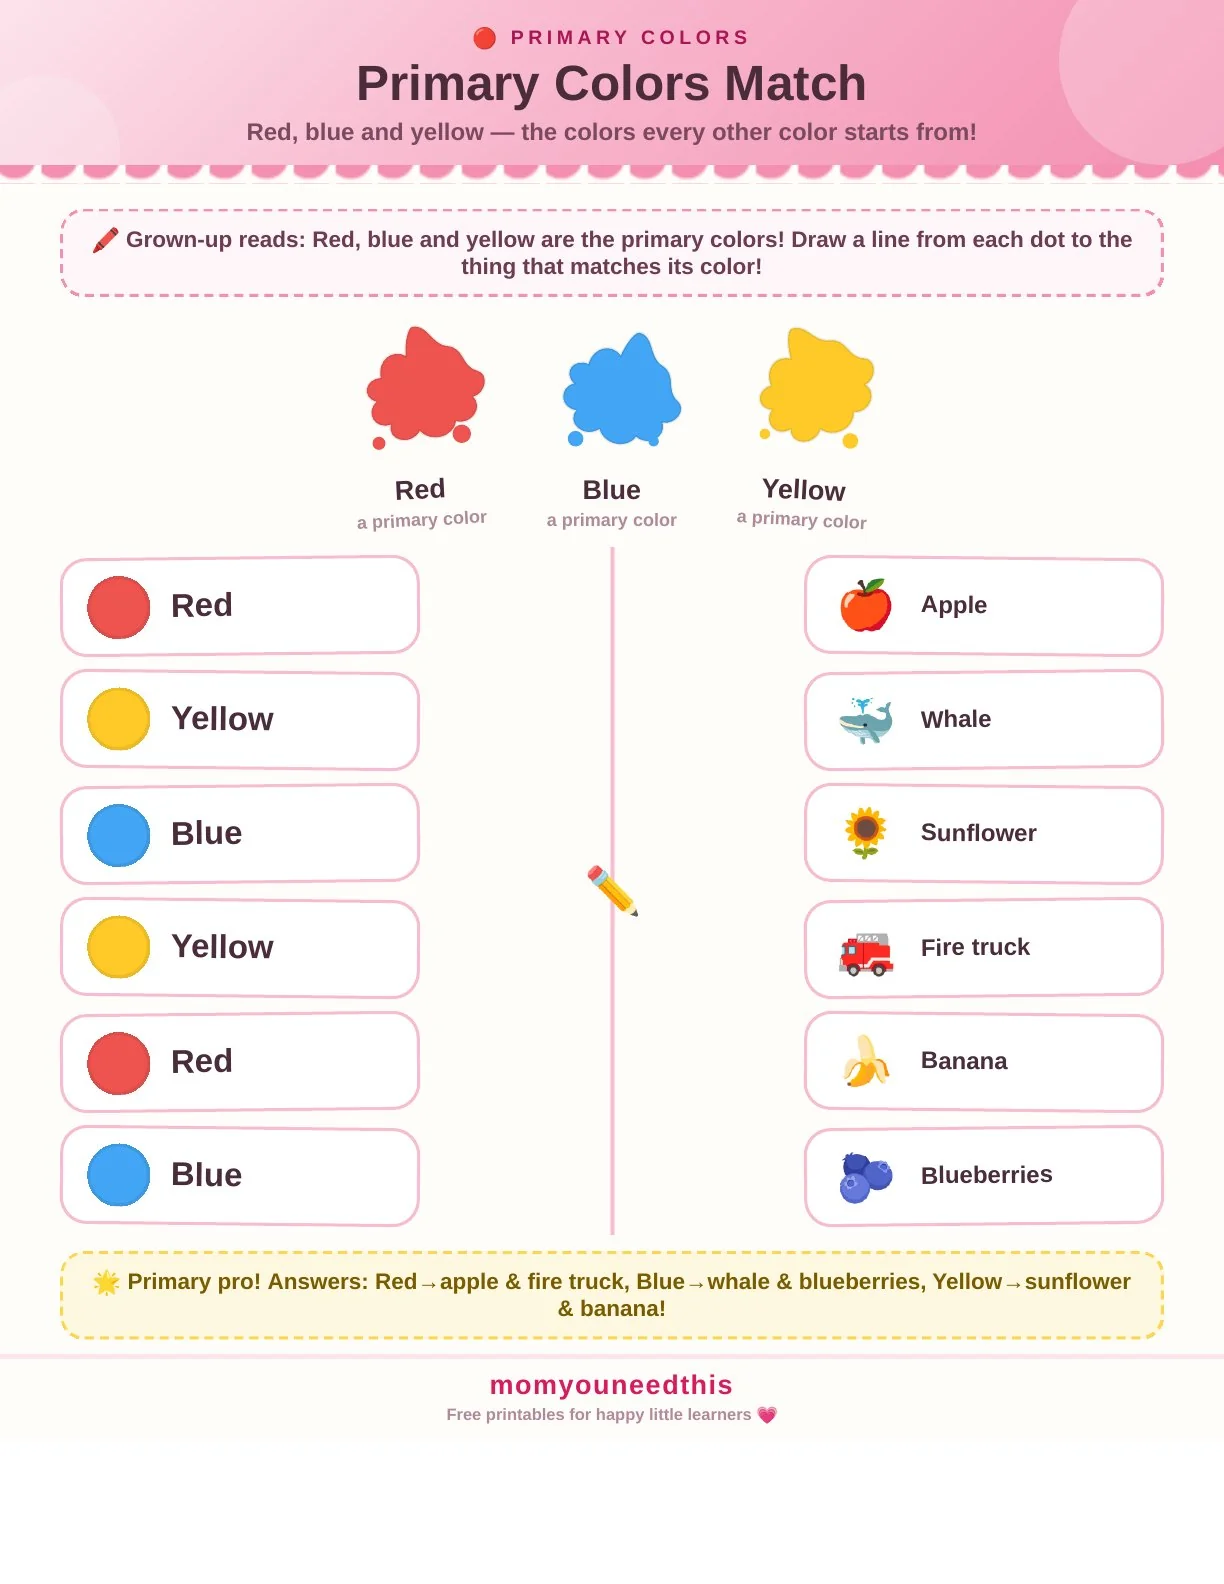 PRIMARY COLORS
Primary Colors Match
Red, blue and yellow — the colors every other color starts from!
Grown-up reads: Red, blue and yellow are the primary colors! Draw a line from each dot to the
thing that matches its color!
Red
a primary color
Blue
a primary color
Yellow
a primary color
Red
Apple
Yellow
Whale
Blue
Sunflower
Yellow
Fire truck
Red
Banana
Blue
Blueberries
Primary pro! Answers: Red→apple & fire truck, Blue→whale & blueberries, Yellow→sunflower
& banana!
momyouneedthis
Free printables for happy little learners